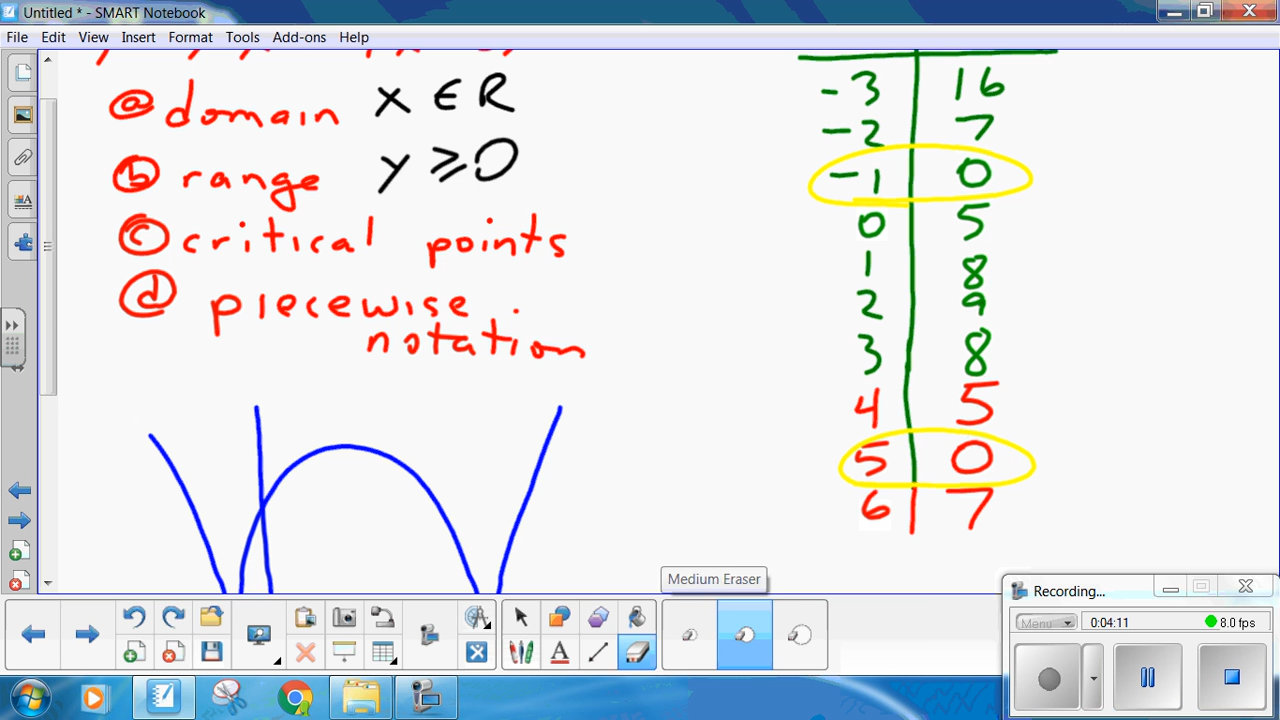 Untitled * - SMART Notebook
File Edit View Insert Format Tools Add-ons Help
ⓐ domain x ∈ R
ⓑ range y ⩾ 0
ⓒ critical points
ⓓ piecewise
notation
-3 16
-2 7
-1 0
0 5
1 8
2 9
3 8
4 5
5 0
6 7
Medium Eraser
Recording...
Menu 0:04:11 8.0 fps